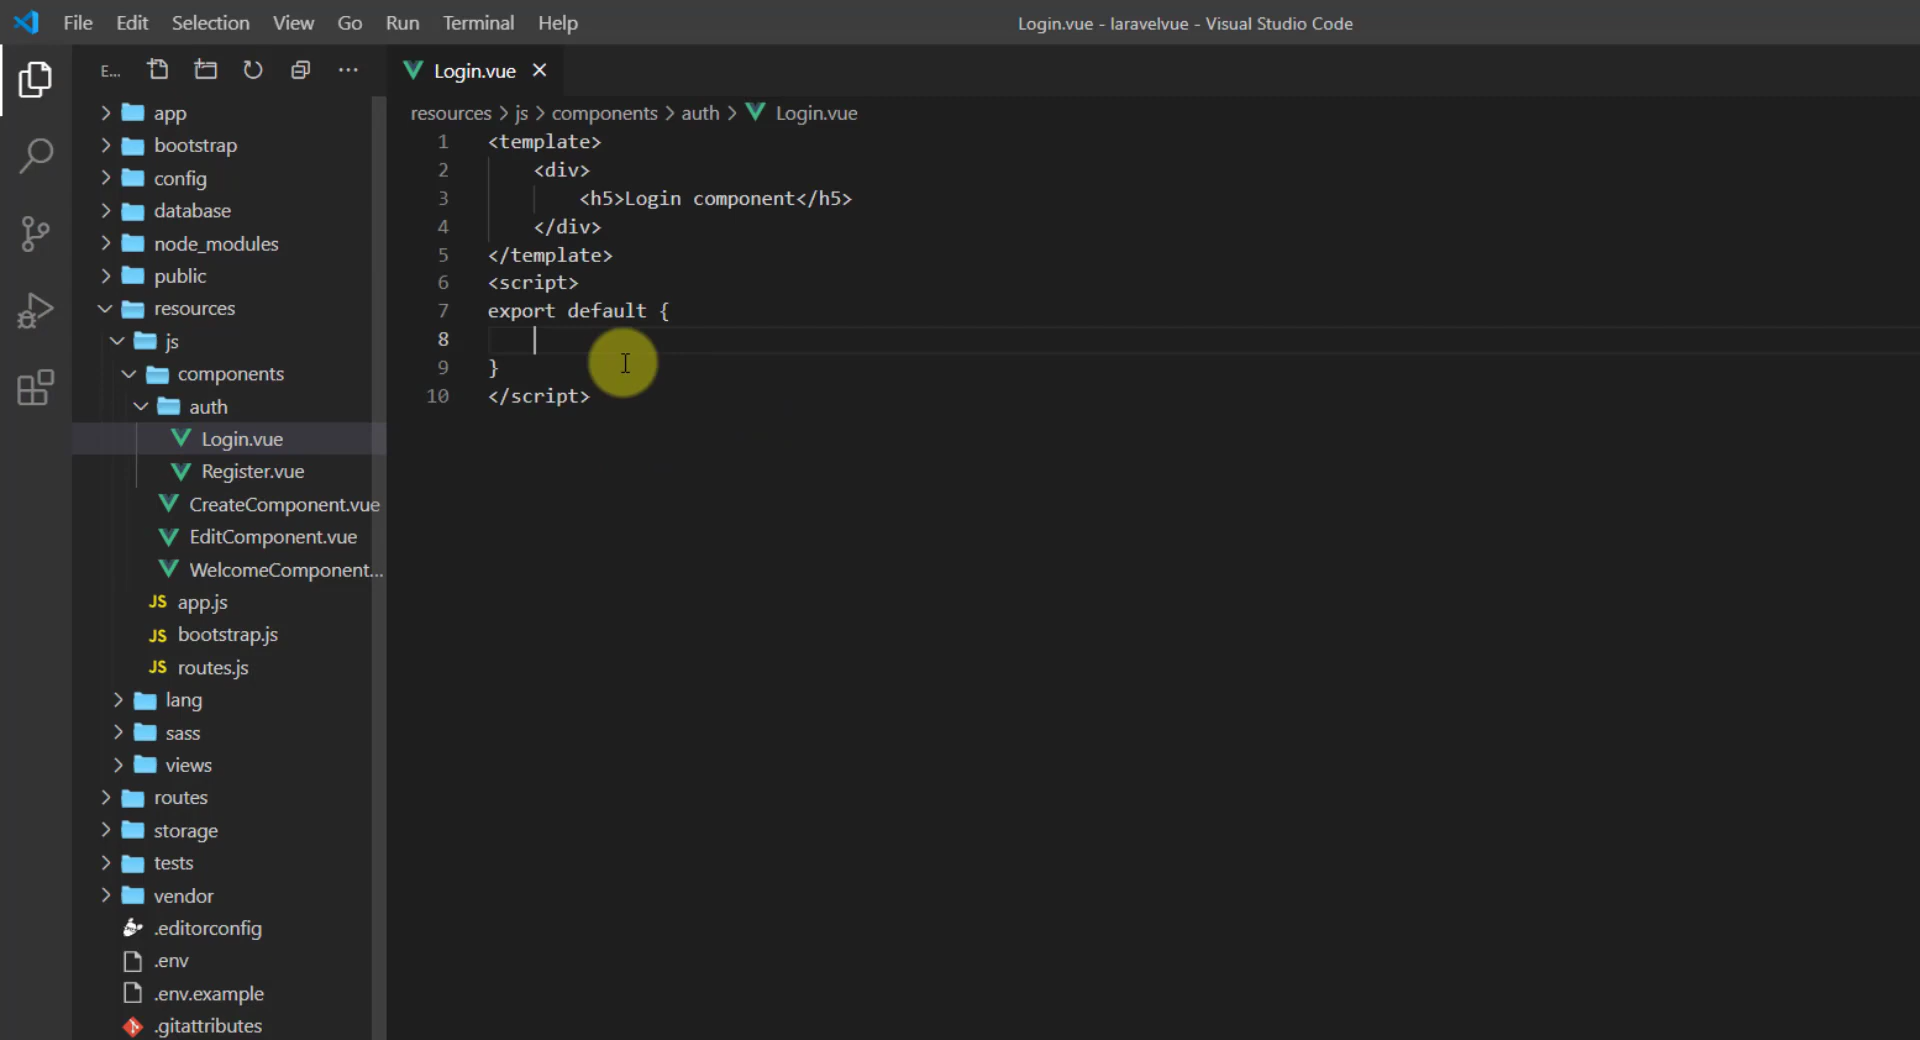 File Edit Selection View Go Run Terminal Help
Login.vue - laravelvue - Visual Studio Code
E...
Login.vue
resources > js > components > auth > Login.vue
app
bootstrap
config
database
node_modules
public
resources
js
components
auth
Login.vue
Register.vue
CreateComponent.vue
EditComponent.vue
WelcomeComponent...
JS app.js
JS bootstrap.js
JS routes.js
lang
sass
views
routes
storage
tests
vendor
.editorconfig
.env
.env.example
.gitattributes
1 <template>
2 <div>
3 <h5>Login component</h5>
4 </div>
5 </template>
6 <script>
7 export default {
8
9 }
10 </script>